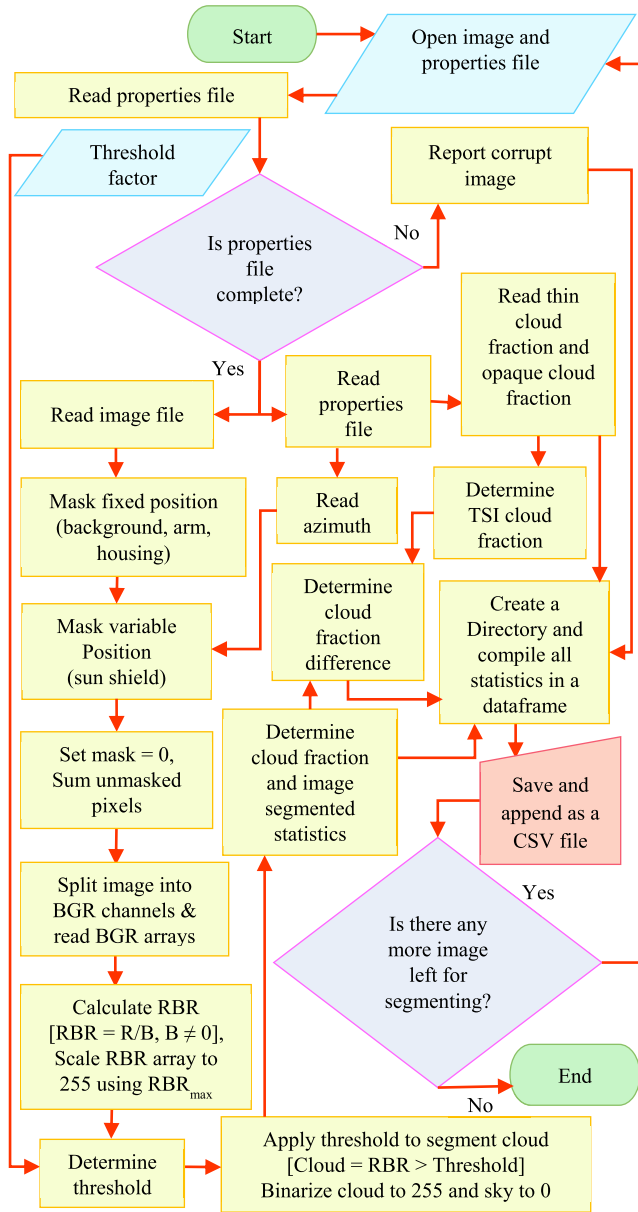 Start
Open image and
properties file
Read properties file
Threshold
factor
Report corrupt
image
No
Is properties
file
complete?
Yes
Read thin
cloud
fraction and
opaque cloud
fraction
Read image file
Read
properties
file
Mask fixed position
(background, arm,
housing)
Read
azimuth
Determine
TSI cloud
fraction
Mask variable
Position
(sun shield)
Determine
cloud
fraction
difference
Create a
Directory and
compile all
statistics in a
dataframe
Set mask = 0,
Sum unmasked
pixels
Determine
cloud fraction
and image
segmented
statistics
Save and
append as a
CSV file
Split image into
BGR channels &
read BGR arrays
Is there any
more image
left for
segmenting?
Yes
Calculate RBR
[RBR = R/B, B ≠ 0],
Scale RBR array to
255 using RBRmax
End
No
Determine
threshold
Apply threshold to segment cloud
[Cloud = RBR > Threshold]
Binarize cloud to 255 and sky to 0